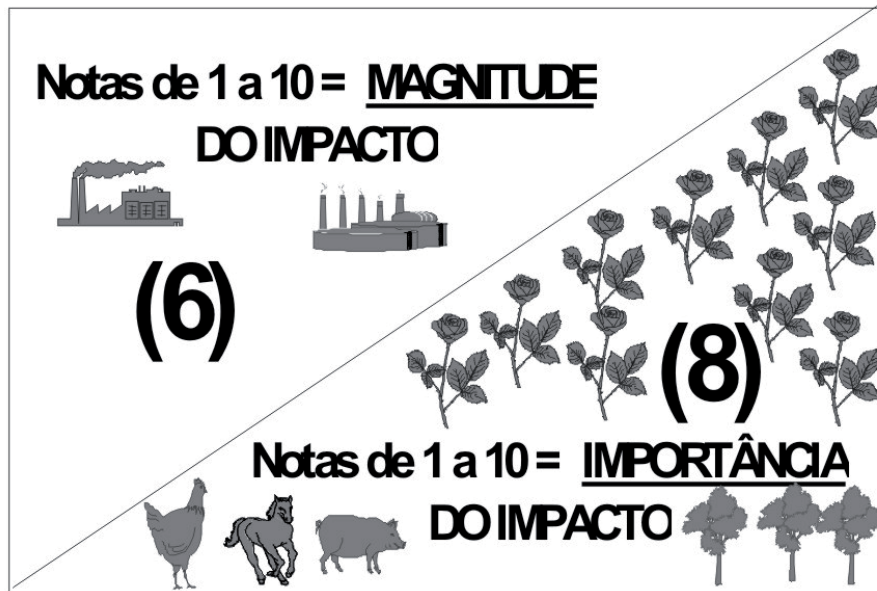 Notas de 1 a 10 = MAGNITUDE
DO IMPACTO
(6)
(8)
Notas de 1 a 10 = IMPORTÂNCIA
DO IMPACTO